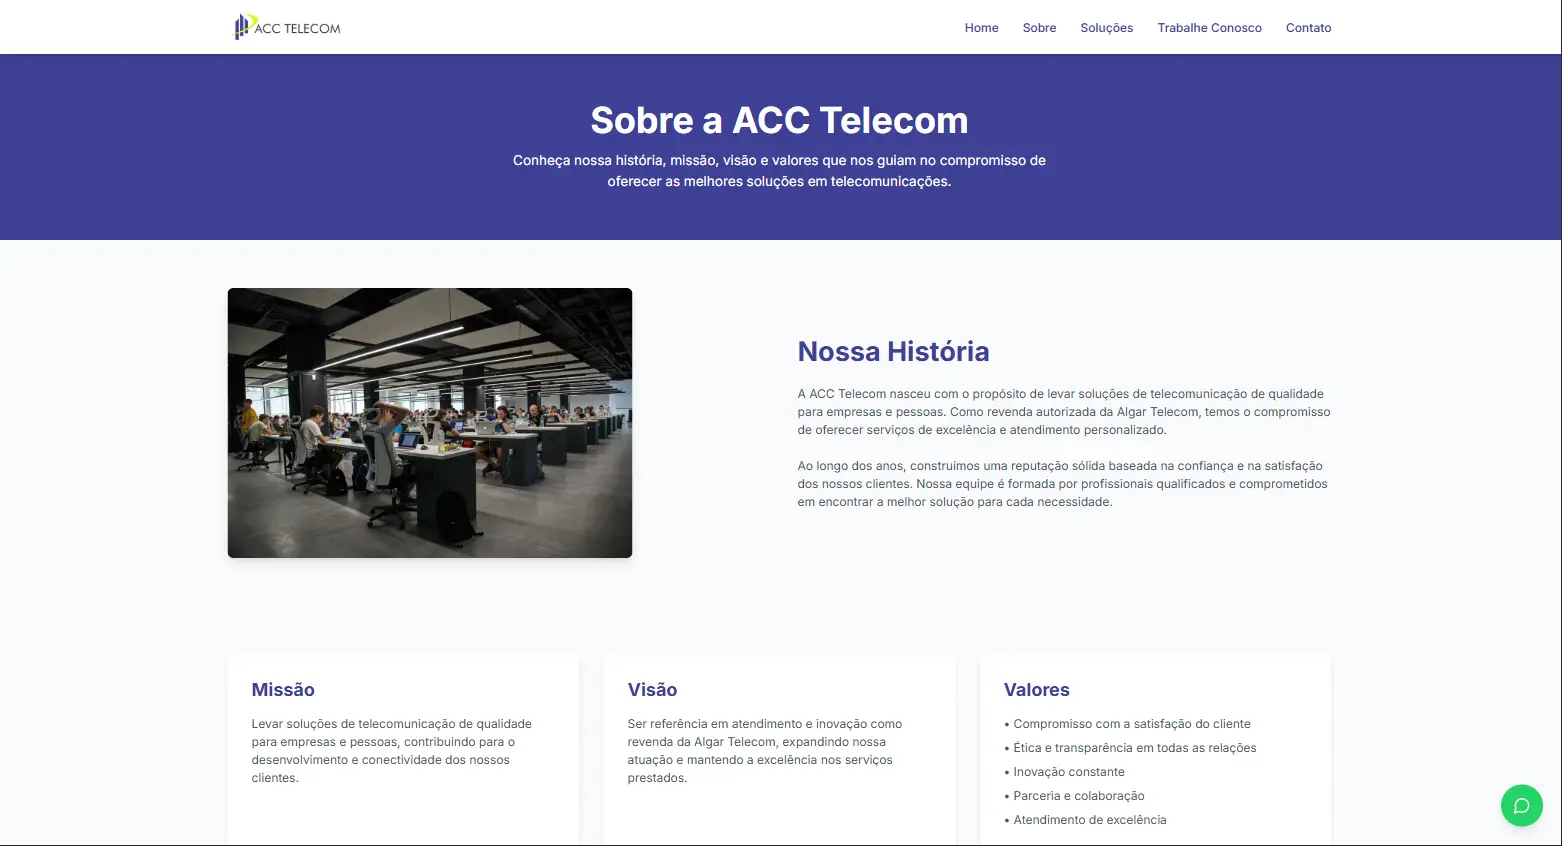 ACC TELECOM
Home
Sobre
Soluções
Trabalhe Conosco
Contato
Sobre a ACC Telecom
Conheça nossa história, missão, visão e valores que nos guiam no compromisso de
oferecer as melhores soluções em telecomunicações.
Nossa História
A ACC Telecom nasceu com o propósito de levar soluções de telecomunicação de qualidade
para empresas e pessoas. Como revenda autorizada da Algar Telecom, temos o compromisso
de oferecer serviços de excelência e atendimento personalizado.
Ao longo dos anos, construímos uma reputação sólida baseada na confiança e na satisfação
dos nossos clientes. Nossa equipe é formada por profissionais qualificados e comprometidos
em encontrar a melhor solução para cada necessidade.
Missão
Levar soluções de telecomunicação de qualidade
para empresas e pessoas, contribuindo para o
desenvolvimento e conectividade dos nossos
clientes.
Visão
Ser referência em atendimento e inovação como
revenda da Algar Telecom, expandindo nossa
atuação e mantendo a excelência nos serviços
prestados.
Valores
• Compromisso com a satisfação do cliente
• Ética e transparência em todas as relações
• Inovação constante
• Parceria e colaboração
• Atendimento de excelência